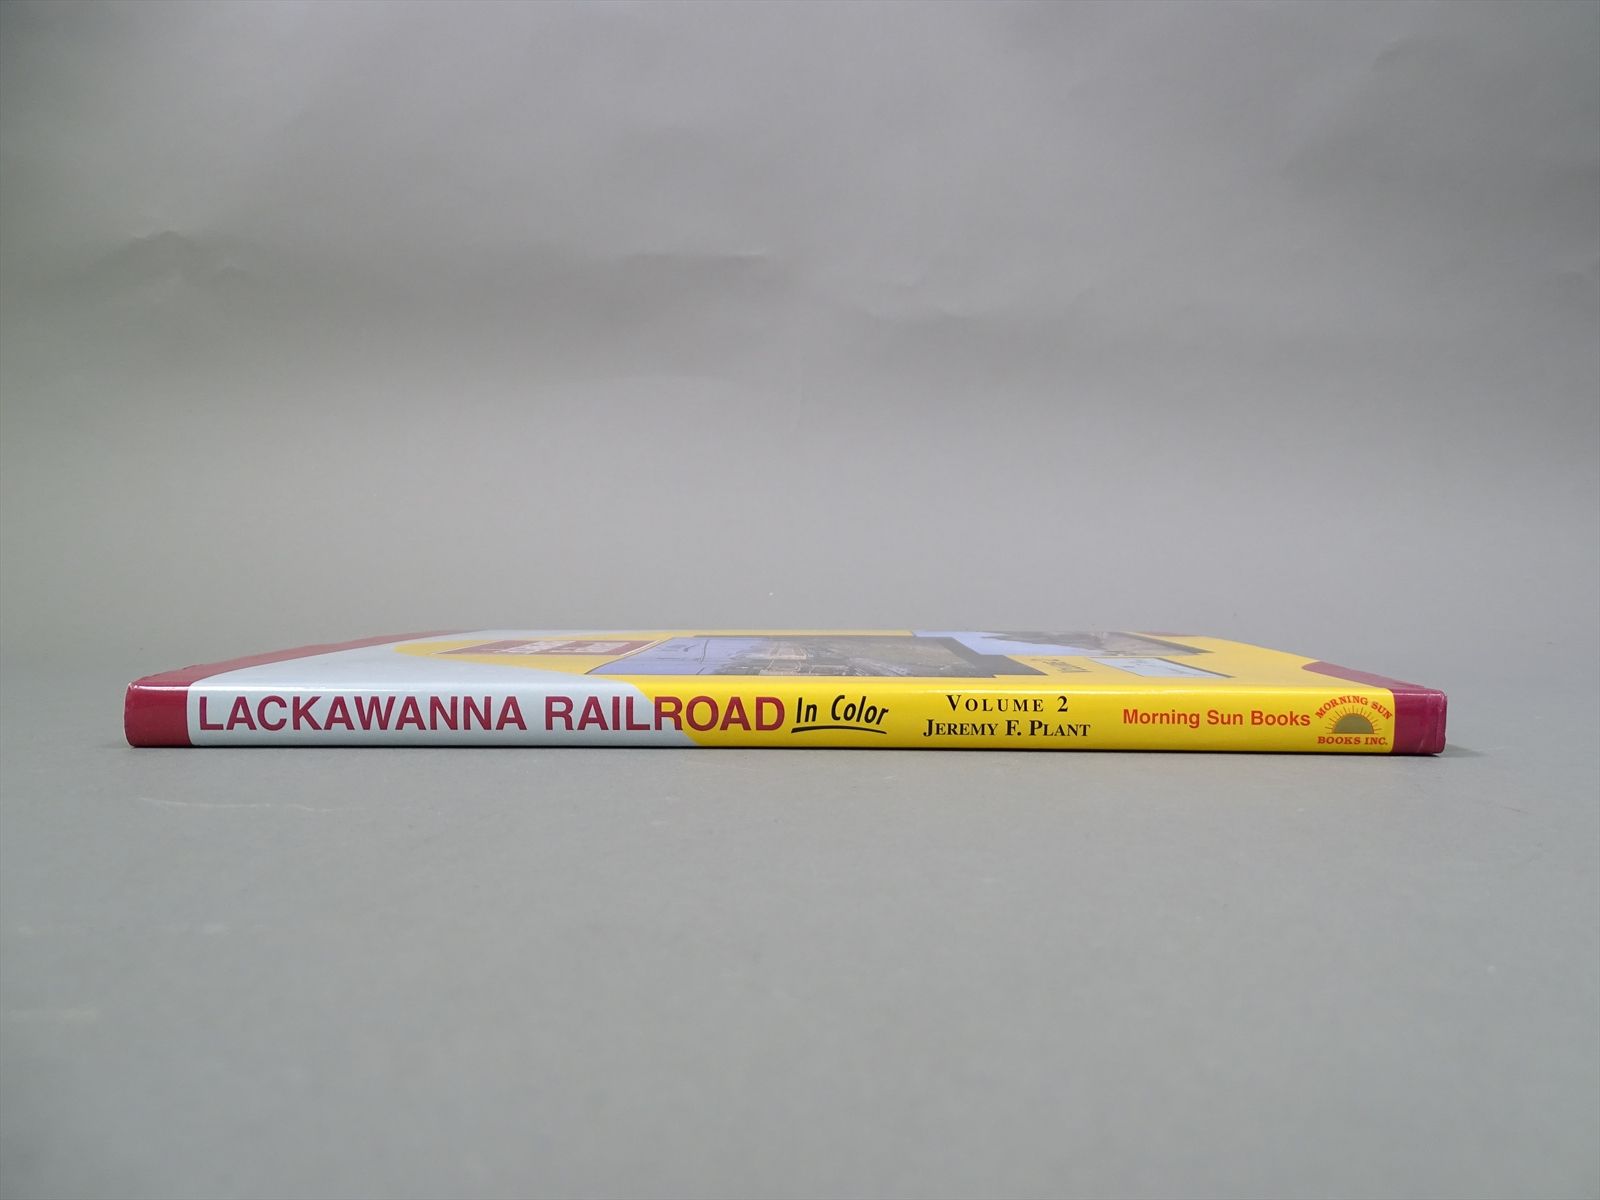 LACKAWANNA RAILROAD In Color
VOLUME 2
JEREMY F. PLANT
Morning Sun Books
MORNING SUN
BOOKS INC.